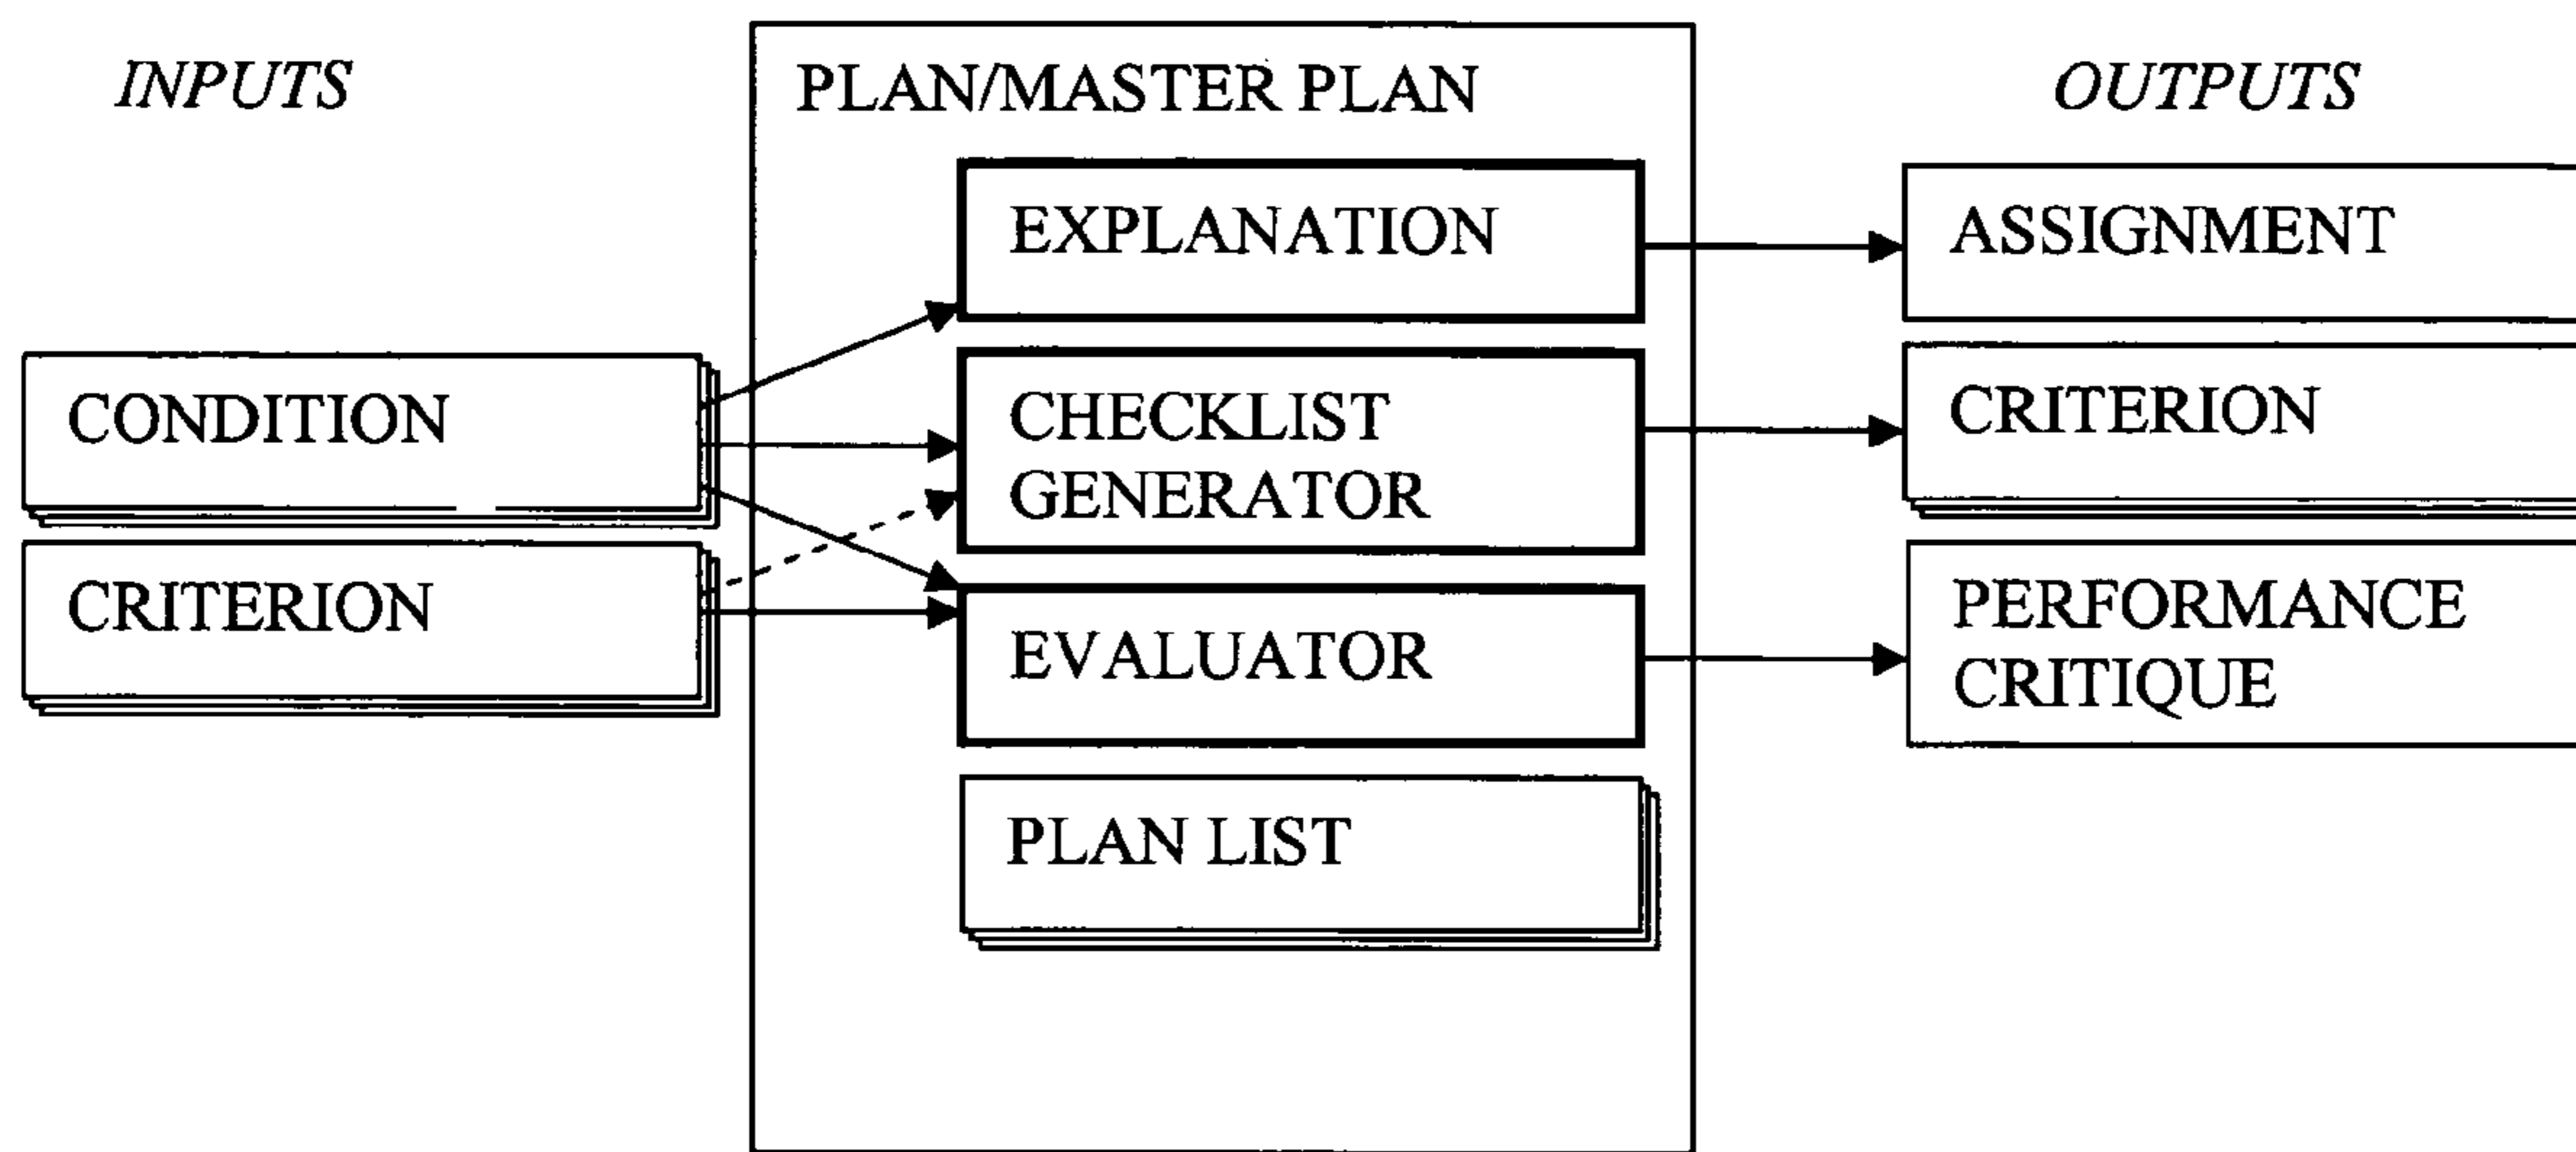 INPUTS
PLAN/MASTER PLAN
OUTPUTS
EXPLANATION
ASSIGNMENT
CONDITION
CHECKLIST
GENERATOR
CRITERION
CRITERION
EVALUATOR
PERFORMANCE
CRITIQUE
PLAN LIST